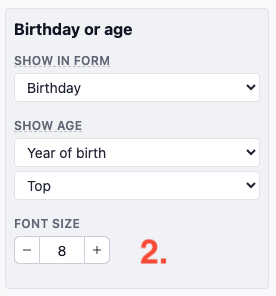 Birthday or age
SHOW IN FORM
Birthday
SHOW AGE
Year of birth
Top
FONT SIZE
− 8 +
2.